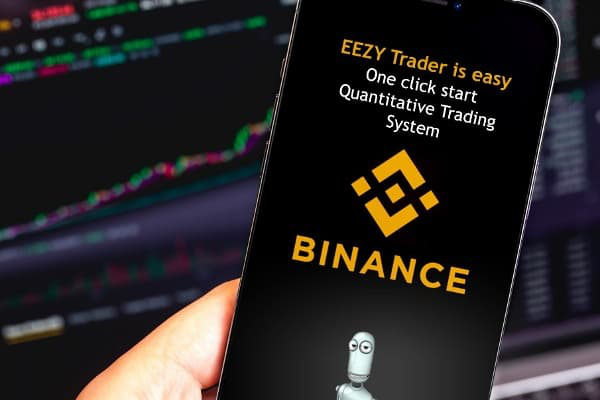 EEZY Trader is easy
One click start
Quantitative Trading
System
BINANCE